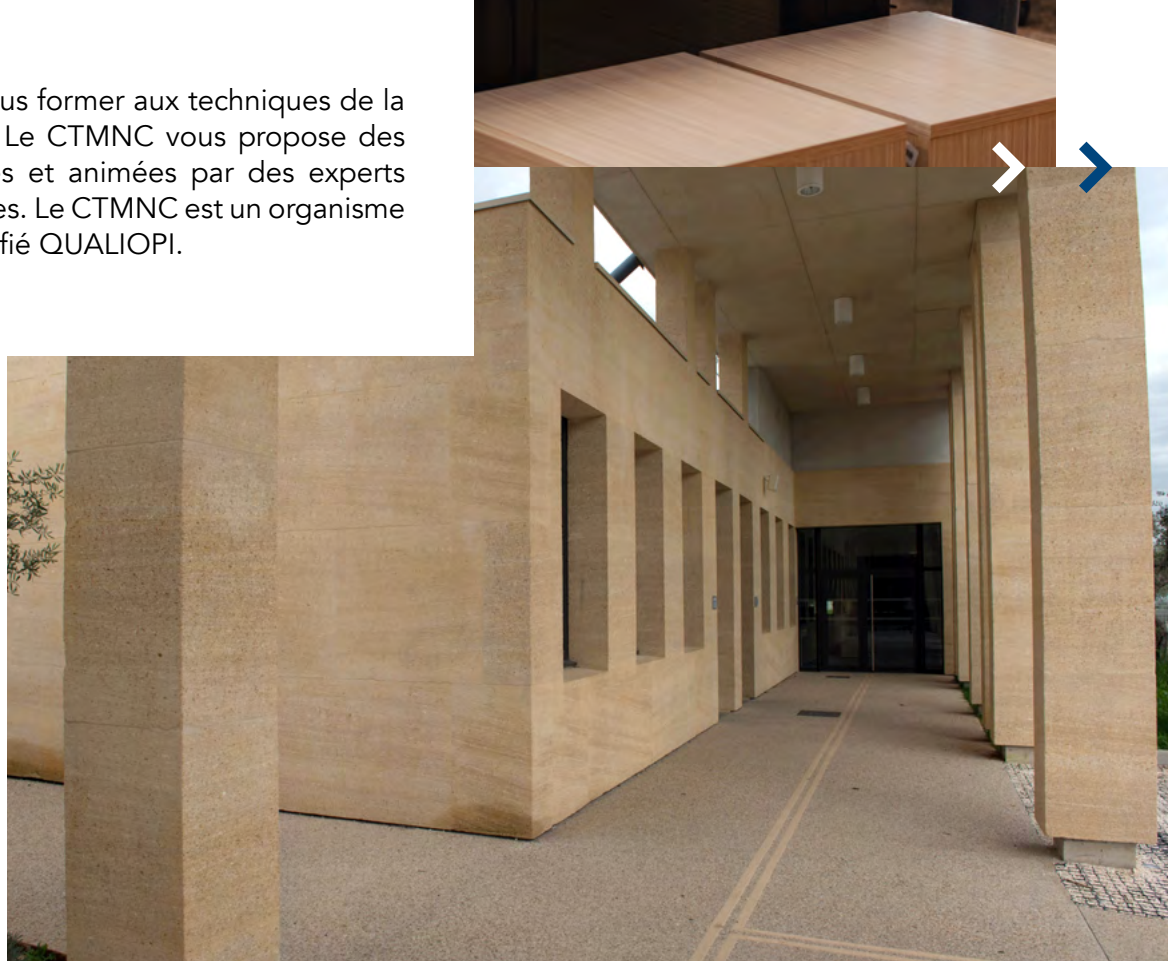 us former aux techniques de la
Le CTMNC vous propose des
s et animées par des experts
es. Le CTMNC est un organisme
fié QUALIOPI.